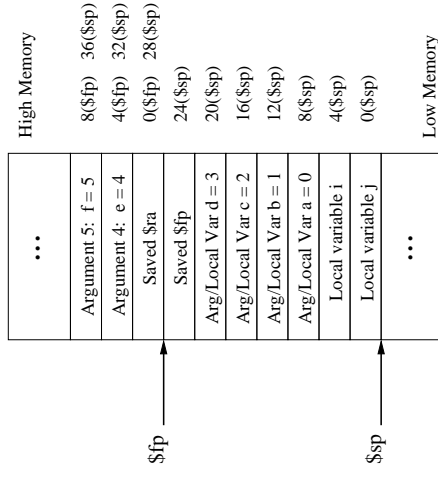 High Memory
• • •
Argument 5: f = 5 8($fp) 36($sp)
Argument 4: e = 4 4($fp) 32($sp)
Saved $ra 0($fp) 28($sp)
$fp
Saved $fp 24($sp)
Arg/Local Var d = 3 20($sp)
Arg/Local Var c = 2 16($sp)
Arg/Local Var b = 1 12($sp)
Arg/Local Var a = 0 8($sp)
Local variable i 4($sp)
Local variable j 0($sp)
$sp
• • •
Low Memory